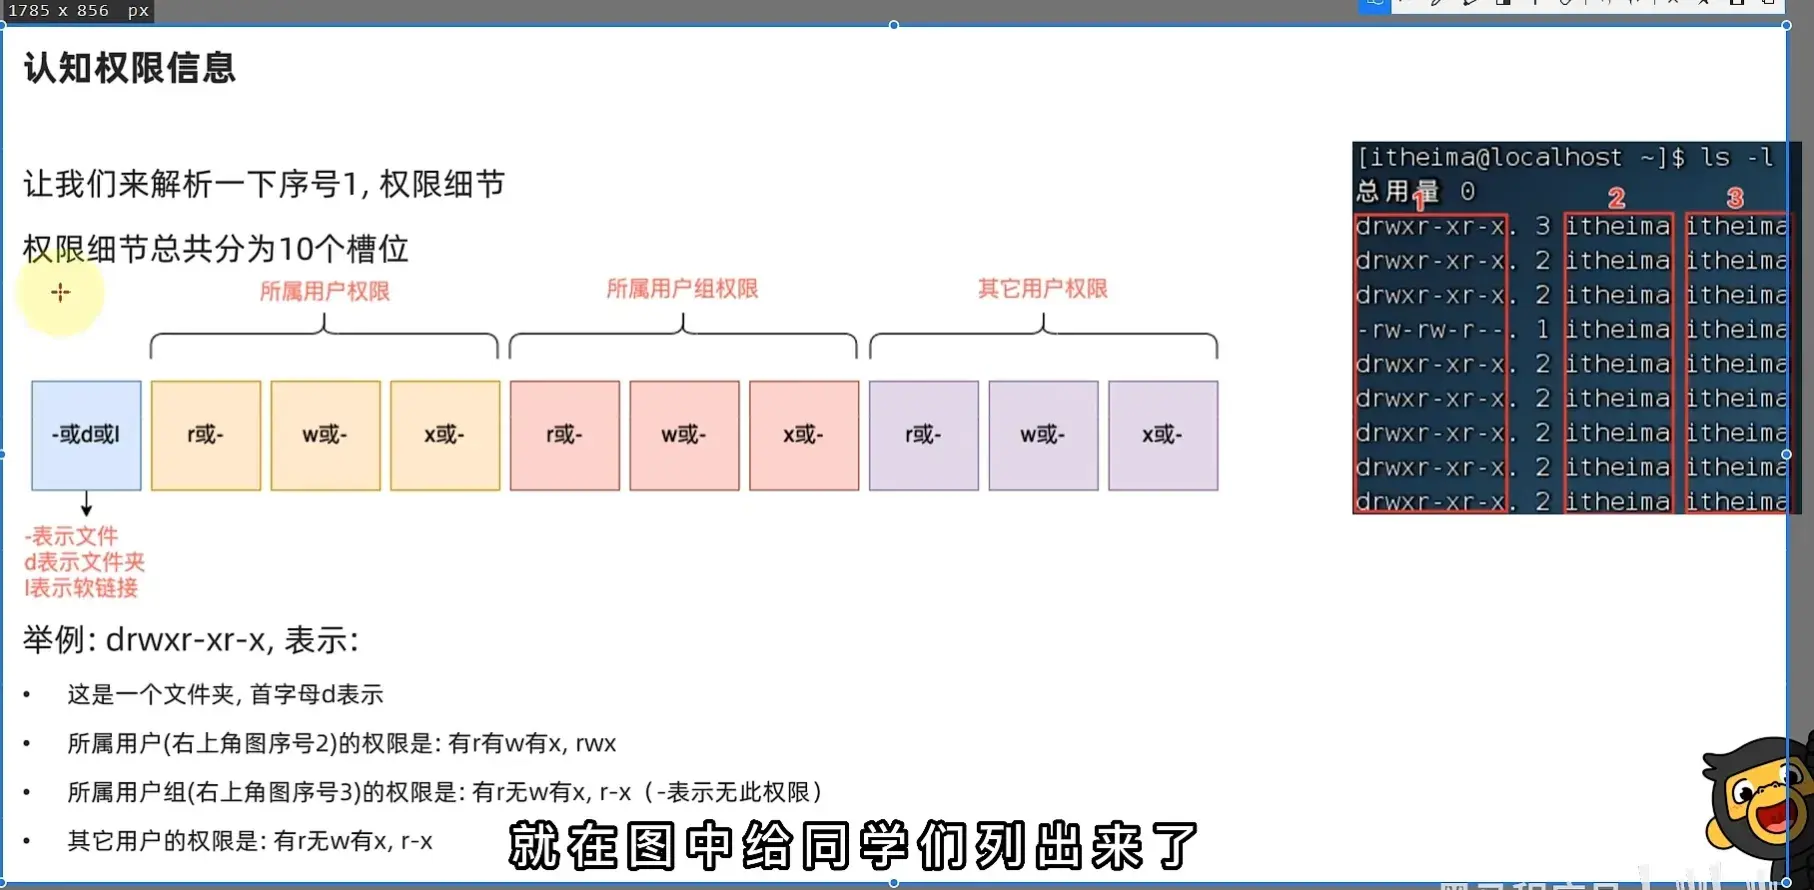 1785 x 856 px
认知权限信息
让我们来解析一下序号1, 权限细节
权限细节总共分为10个槽位
所属用户权限 所属用户组权限 其它用户权限
-或d或l r或- w或- x或- r或- w或- x或- r或- w或- x或-
-表示文件
d表示文件夹
l表示软链接
举例: drwxr-xr-x, 表示:
• 这是一个文件夹, 首字母d表示
• 所属用户(右上角图序号2)的权限是: 有r有w有x, rwx
• 所属用户组(右上角图序号3)的权限是: 有r无w有x, r-x（-表示无此权限）
• 其它用户的权限是: 有r无w有x, r-x
[itheima@localhost ~]$ ls -l
总用量 0
1 2 3
drwxr-xr-x. 3 itheima itheima
drwxr-xr-x. 2 itheima itheima
drwxr-xr-x. 2 itheima itheima
-rw-rw-r--. 1 itheima itheima
drwxr-xr-x. 2 itheima itheima
drwxr-xr-x. 2 itheima itheima
drwxr-xr-x. 2 itheima itheima
drwxr-xr-x. 2 itheima itheima
drwxr-xr-x. 2 itheima itheima
就在图中给同学们列出来了